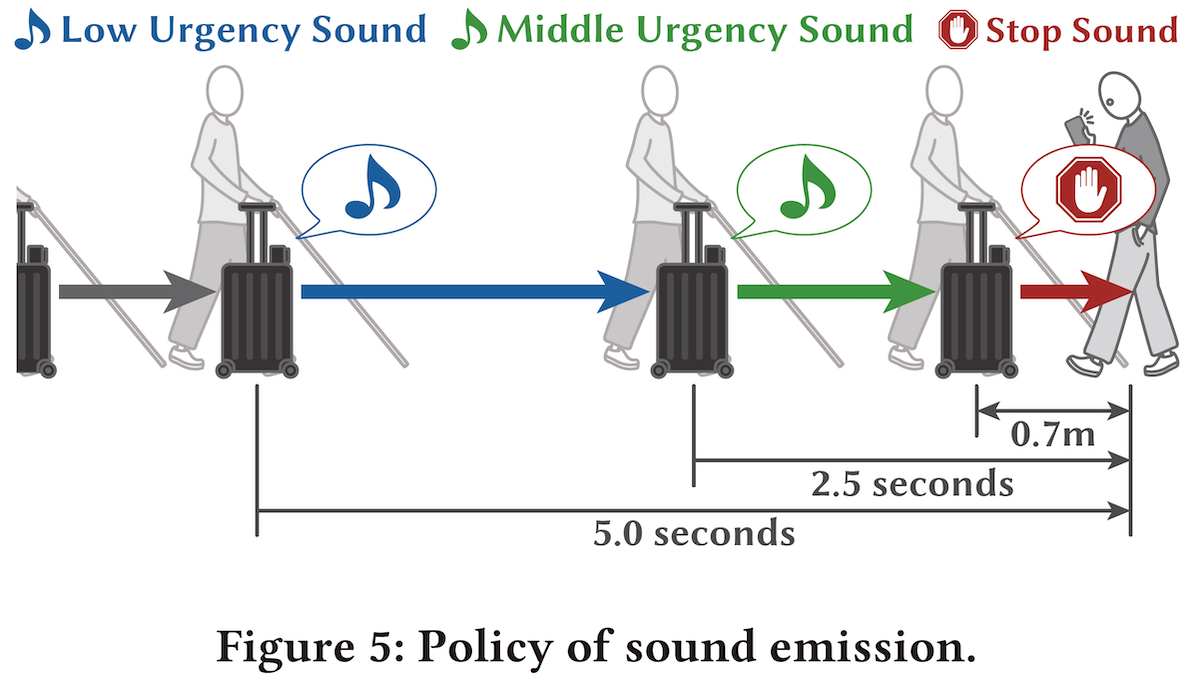 Low Urgency Sound Middle Urgency Sound Stop Sound
0.7m
2.5 seconds
5.0 seconds
Figure 5: Policy of sound emission.